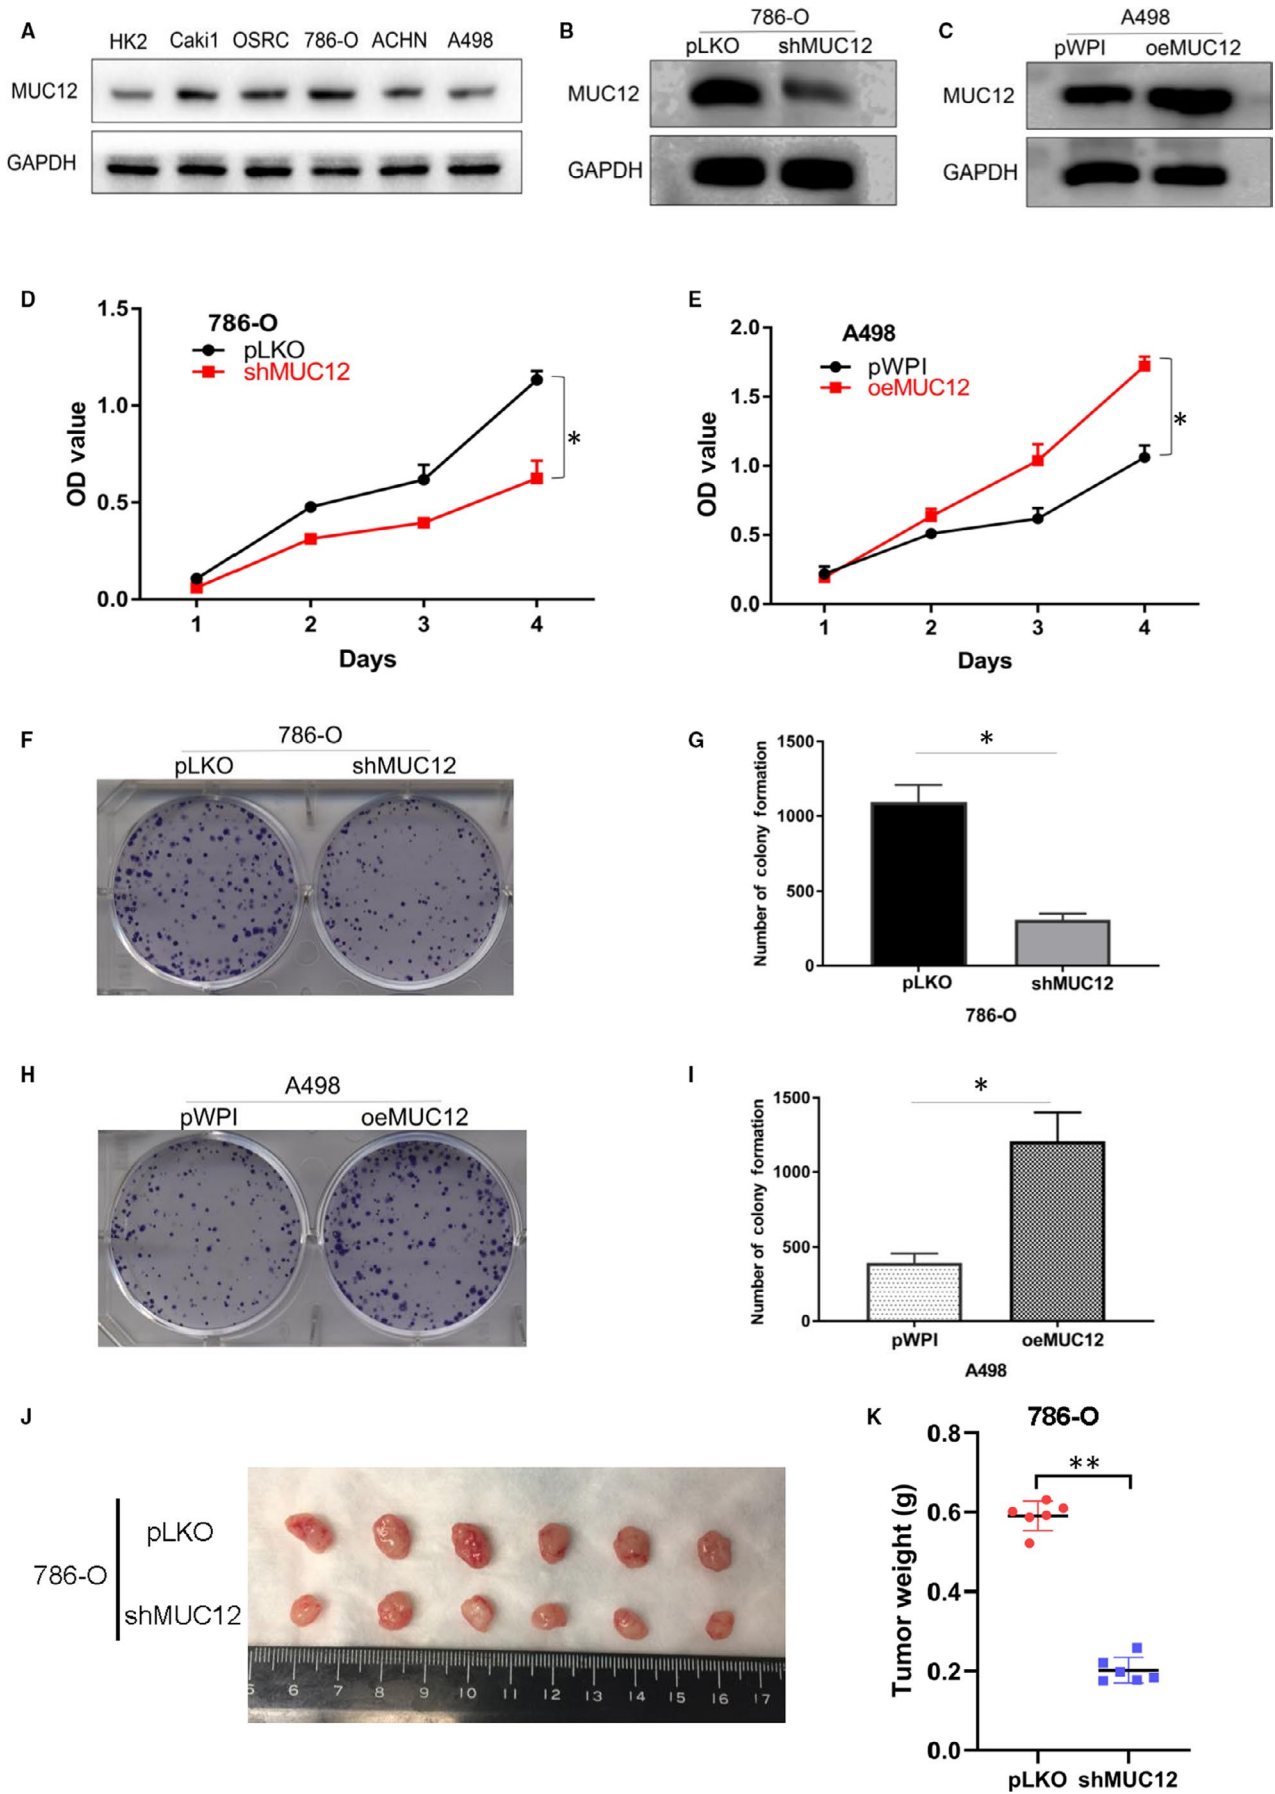 A
HK2 Caki1 OSRC 786-O ACHN A498
MUC12
GAPDH
B
786-O
pLKO shMUC12
MUC12
GAPDH
C
A498
pWPI oeMUC12
MUC12
GAPDH
D
786-O
pLKO
shMUC12
OD value
1.5
1.0
0.5
0.0
*
1 2 3 4
Days
E
A498
pWPI
oeMUC12
OD value
2.0
1.5
1.0
0.5
0.0
*
1 2 3 4
Days
F
786-O
pLKO shMUC12
G
Number of colony formation
1500
1000
500
0
*
pLKO shMUC12
786-O
H
A498
pWPI oeMUC12
I
Number of colony formation
1500
1000
500
0
*
pWPI oeMUC12
A498
J
786-O
pLKO
shMUC12
5 6 7 8 9 10 11 12 13 14 15 16 17
K
786-O
Tumor weight (g)
0.8
0.6
0.4
0.2
0.0
**
pLKO shMUC12